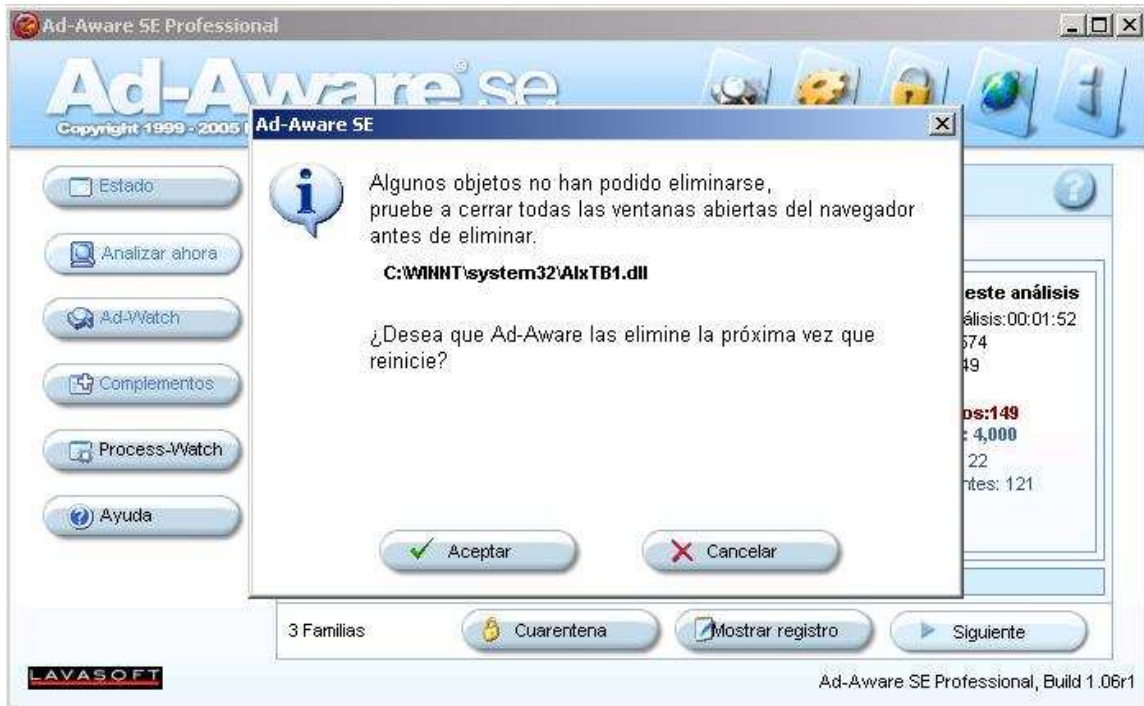 Ad-Aware SE Professional
Ad-Aware® se
Copyright 1999 - 2005
Ad-Aware SE
Algunos objetos no han podido eliminarse,
pruebe a cerrar todas las ventanas abiertas del navegador
antes de eliminar.
C:\WINNT\system32\AlxTB1.dll
¿Desea que Ad-Aware las elimine la próxima vez que
reinicie?
Aceptar
Cancelar
Estado
Analizar ahora
Ad-Watch
Complementos
Process-Watch
Ayuda
este análisis
álisis:00:01:52
574
49
os:149
: 4,000
22
ntes: 121
3 Familias
Cuarentena
Mostrar registro
Siguiente
LAVASOFT
Ad-Aware SE Professional, Build 1.06r1